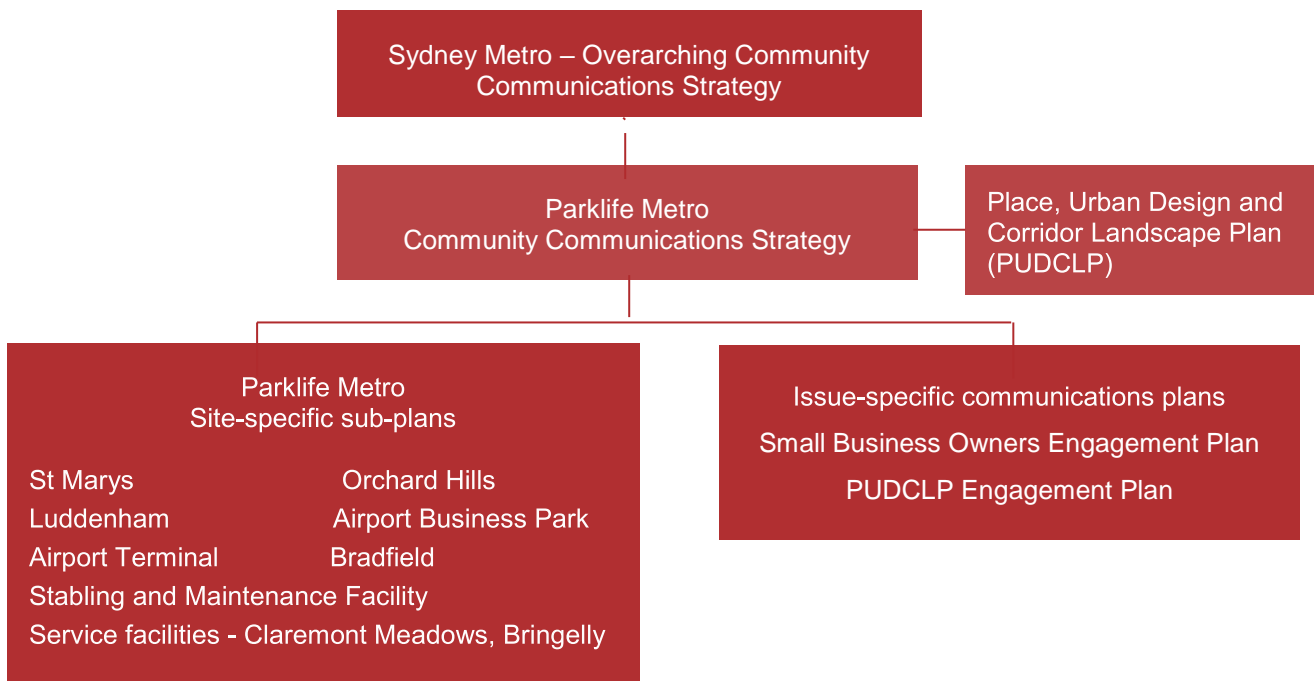 Sydney Metro – Overarching Community
Communications Strategy
Parklife Metro
Community Communications Strategy
Place, Urban Design and
Corridor Landscape Plan
(PUDCLP)
Parklife Metro
Site-specific sub-plans
St Marys Orchard Hills
Luddenham Airport Business Park
Airport Terminal Bradfield
Stabling and Maintenance Facility
Service facilities - Claremont Meadows, Bringelly
Issue-specific communications plans
Small Business Owners Engagement Plan
PUDCLP Engagement Plan